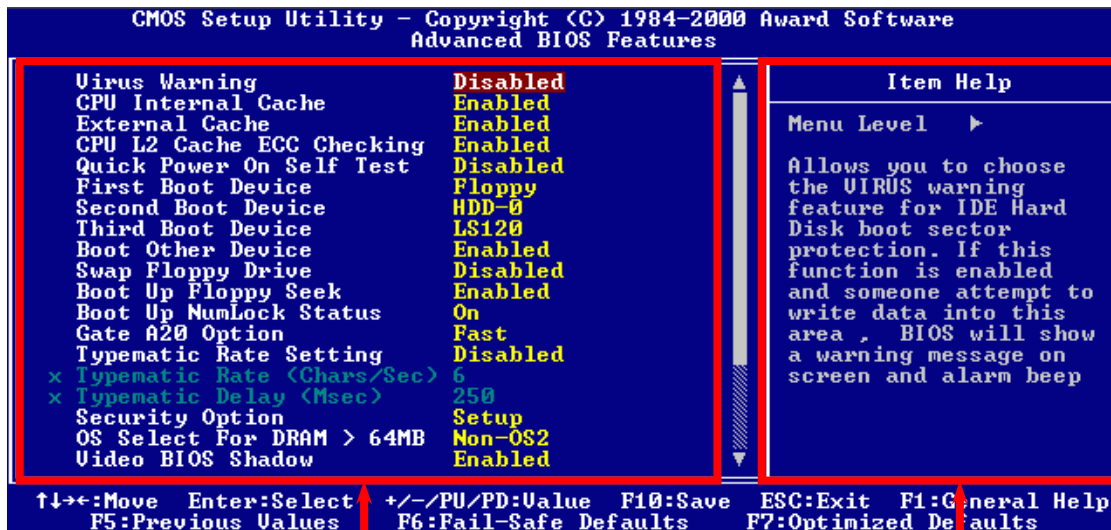 CMOS Setup Utility – Copyright (C) 1984–2000 Award Software
Advanced BIOS Features
Virus Warning Disabled
CPU Internal Cache Enabled
External Cache Enabled
CPU L2 Cache ECC Checking Enabled
Quick Power On Self Test Disabled
First Boot Device Floppy
Second Boot Device HDD-0
Third Boot Device LS120
Boot Other Device Enabled
Swap Floppy Drive Disabled
Boot Up Floppy Seek Enabled
Boot Up NumLock Status On
Gate A20 Option Fast
Typematic Rate Setting Disabled
x Typematic Rate (Chars/Sec) 6
x Typematic Delay (Msec) 250
Security Option Setup
OS Select For DRAM > 64MB Non-OS2
Video BIOS Shadow Enabled
Item Help
Menu Level ▶
Allows you to choose
the VIRUS warning
feature for IDE Hard
Disk boot sector
protection. If this
function is enabled
and someone attempt to
write data into this
area , BIOS will show
a warning message on
screen and alarm beep
↑↓→←:Move Enter:Select +/-/PU/PD:Value F10:Save ESC:Exit F1:General Help
F5:Previous Values F6:Fail-Safe Defaults F7:Optimized Defaults